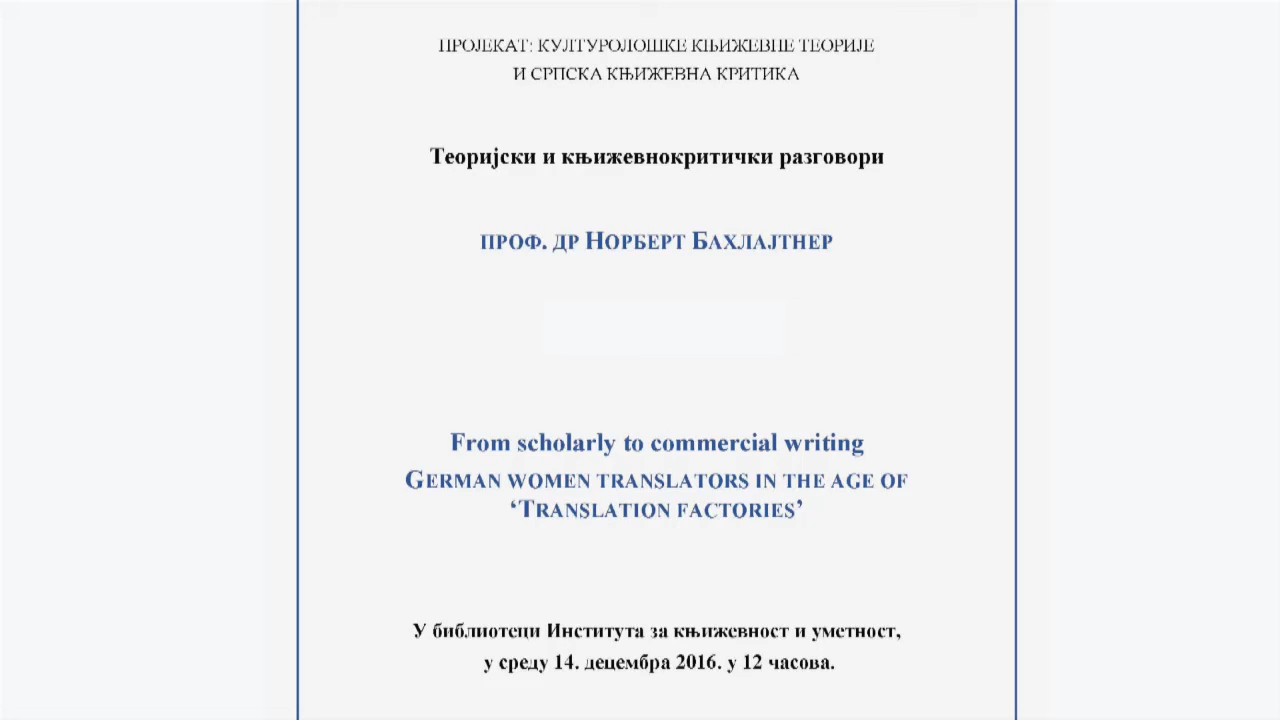 ПРОЈЕКАТ: КУЛТУРОЛОШКЕ КЊИЖЕВНЕ ТЕОРИЈЕ
И СРПСКА КЊИЖЕВНА КРИТИКА
Теоријски и књижевнокритички разговори
ПРОФ. ДР НОРБЕРТ БАХЛАЈТНЕР
From scholarly to commercial writing
GERMAN WOMEN TRANSLATORS IN THE AGE OF
‘TRANSLATION FACTORIES’
У библиотеци Института за књижевност и уметност,
у среду 14. децембра 2016. у 12 часова.